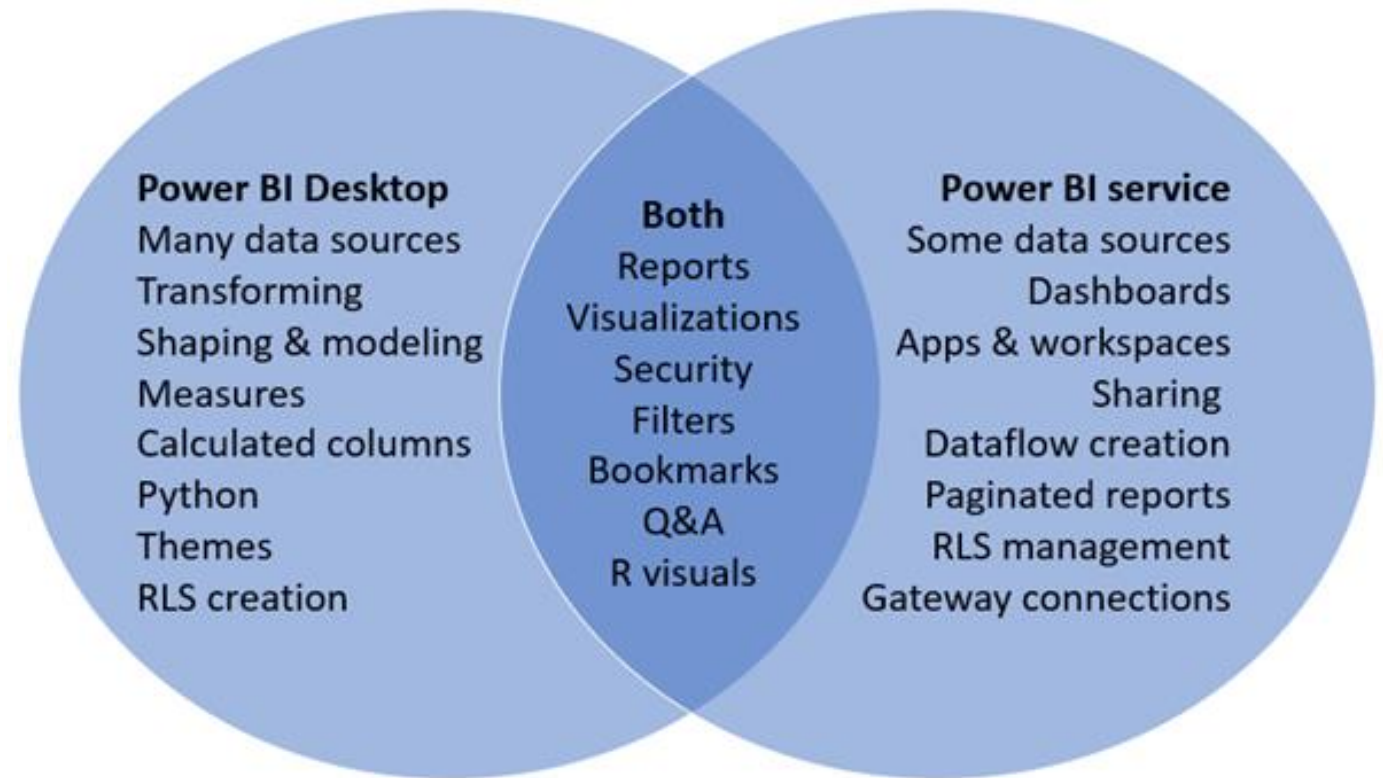 Power BI Desktop
Many data sources
Transforming
Shaping & modeling
Measures
Calculated columns
Python
Themes
RLS creation
Both
Reports
Visualizations
Security
Filters
Bookmarks
Q&A
R visuals
Power BI service
Some data sources
Dashboards
Apps & workspaces
Sharing
Dataflow creation
Paginated reports
RLS management
Gateway connections